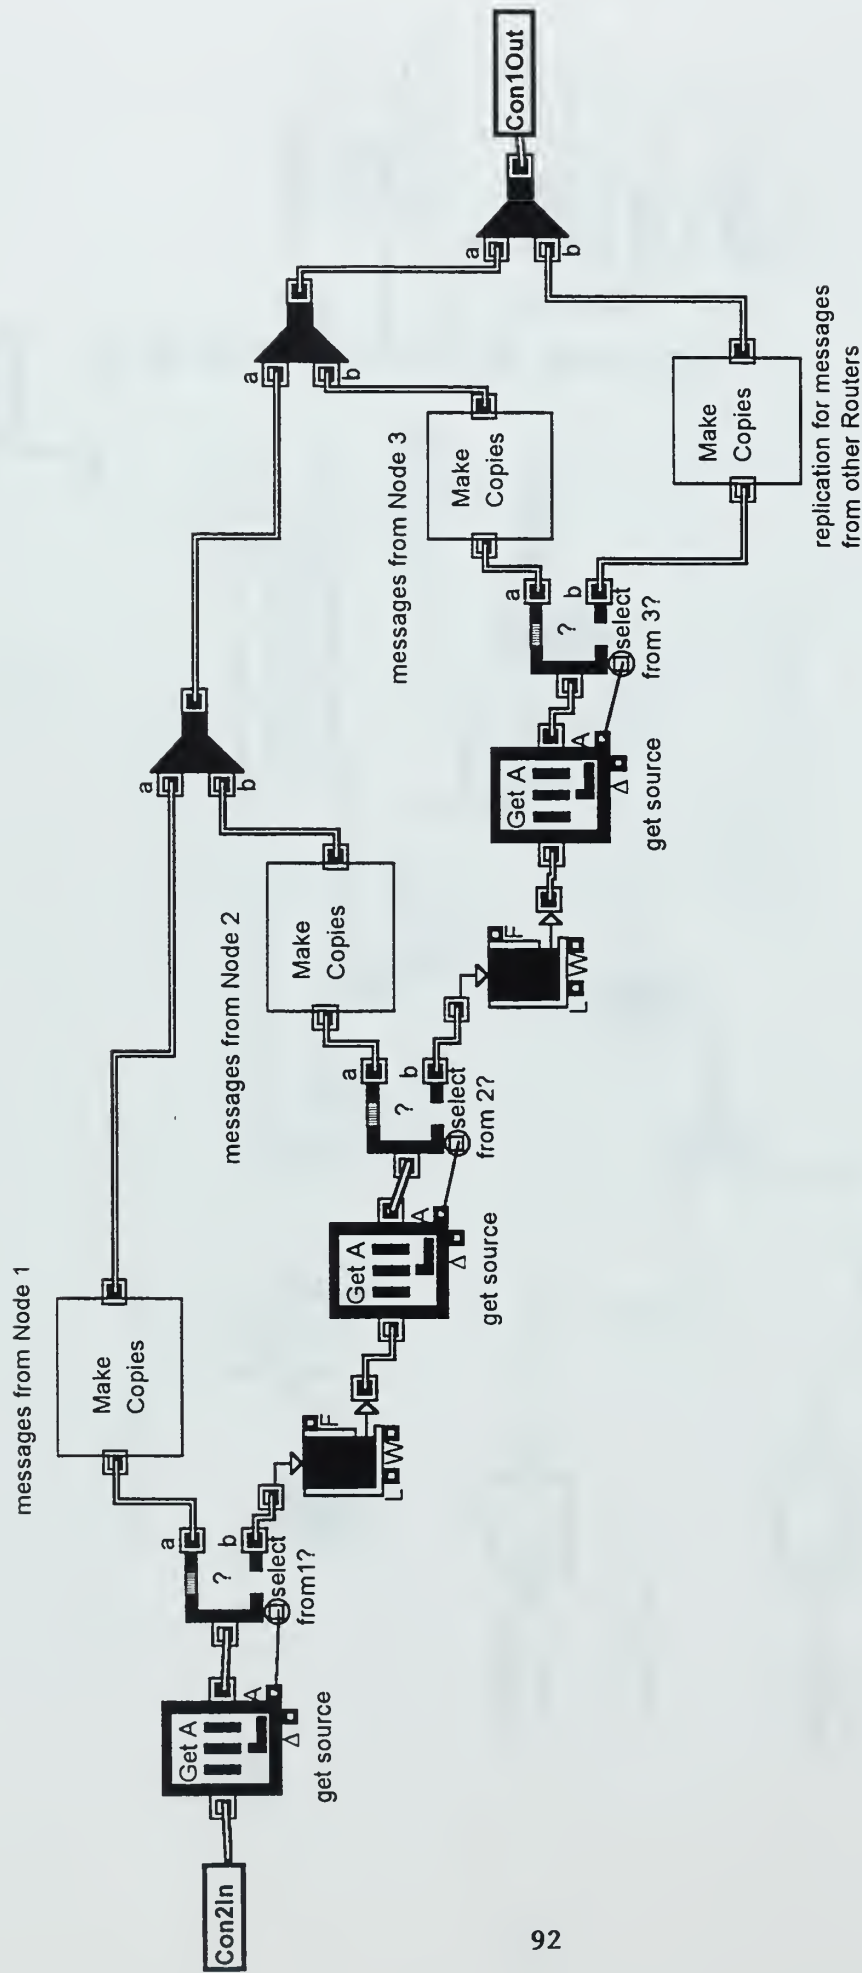 Con2In
Get A
A
Δ
get source
a
b
?
select
from1?
messages from Node 1
Make
Copies
F
L W
Get A
A
Δ
get source
a
b
?
select
from 2?
messages from Node 2
Make
Copies
a
b
F
L W
Get A
A
Δ
get source
a
b
?
select
from 3?
messages from Node 3
Make
Copies
a
b
Make
Copies
replication for messages
from other Routers
a
b
Con1Out
92